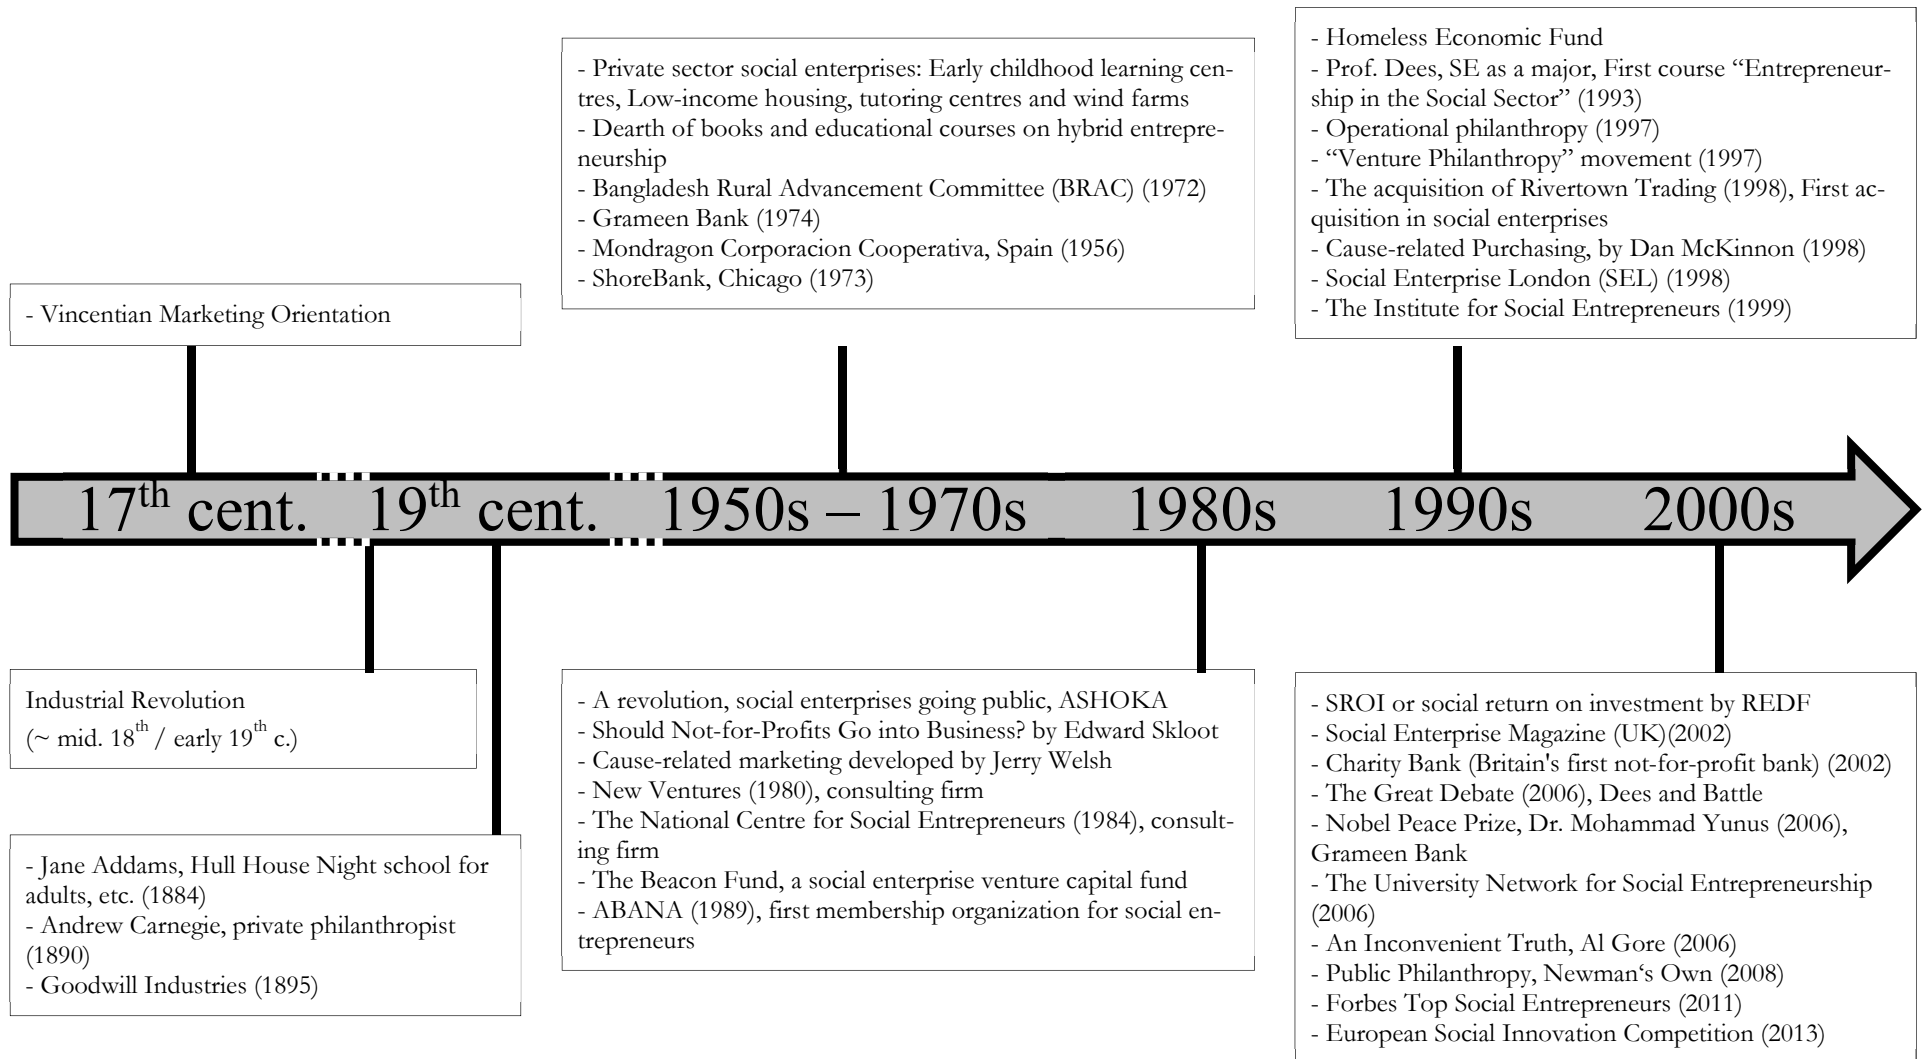 - Vincentian Marketing Orientation
- Private sector social enterprises: Early childhood learning cen-
tres, Low-income housing, tutoring centres and wind farms
- Dearth of books and educational courses on hybrid entrepre-
neurship
- Bangladesh Rural Advancement Committee (BRAC) (1972)
- Grameen Bank (1974)
- Mondragon Corporacion Cooperativa, Spain (1956)
- ShoreBank, Chicago (1973)
- Homeless Economic Fund
- Prof. Dees, SE as a major, First course “Entrepreneur-
ship in the Social Sector” (1993)
- Operational philanthropy (1997)
- “Venture Philanthropy” movement (1997)
- The acquisition of Rivertown Trading (1998), First ac-
quisition in social enterprises
- Cause-related Purchasing, by Dan McKinnon (1998)
- Social Enterprise London (SEL) (1998)
- The Institute for Social Entrepreneurs (1999)
17th cent. 19th cent. 1950s – 1970s 1980s 1990s 2000s
Industrial Revolution
(~ mid. 18th / early 19th c.)
- Jane Addams, Hull House Night school for
adults, etc. (1884)
- Andrew Carnegie, private philanthropist
(1890)
- Goodwill Industries (1895)
- A revolution, social enterprises going public, ASHOKA
- Should Not-for-Profits Go into Business? by Edward Skloot
- Cause-related marketing developed by Jerry Welsh
- New Ventures (1980), consulting firm
- The National Centre for Social Entrepreneurs (1984), consult-
ing firm
- The Beacon Fund, a social enterprise venture capital fund
- ABANA (1989), first membership organization for social en-
trepreneurs
- SROI or social return on investment by REDF
- Social Enterprise Magazine (UK)(2002)
- Charity Bank (Britain's first not-for-profit bank) (2002)
- The Great Debate (2006), Dees and Battle
- Nobel Peace Prize, Dr. Mohammad Yunus (2006),
Grameen Bank
- The University Network for Social Entrepreneurship
(2006)
- An Inconvenient Truth, Al Gore (2006)
- Public Philanthropy, Newman‘s Own (2008)
- Forbes Top Social Entrepreneurs (2011)
- European Social Innovation Competition (2013)